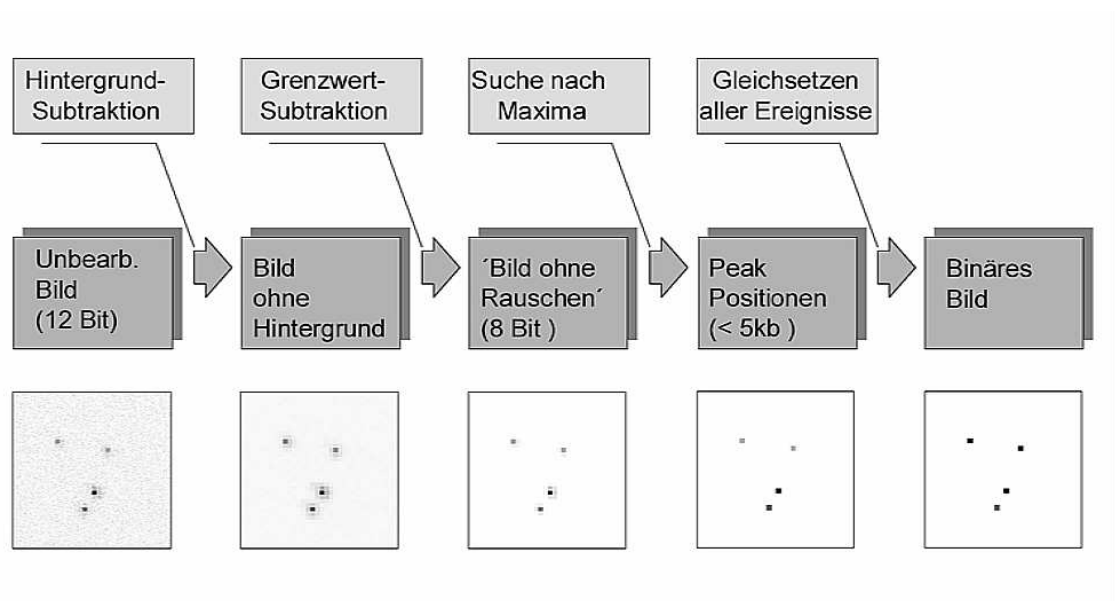 Hintergrund-
Subtraktion
Grenzwert-
Subtraktion
Suche nach
Maxima
Gleichsetzen
aller Ereignisse
Unbearb.
Bild
(12 Bit)
Bild
ohne
Hintergrund
´Bild ohne
Rauschen´
(8 Bit )
Peak
Positionen
(< 5kb )
Binäres
Bild